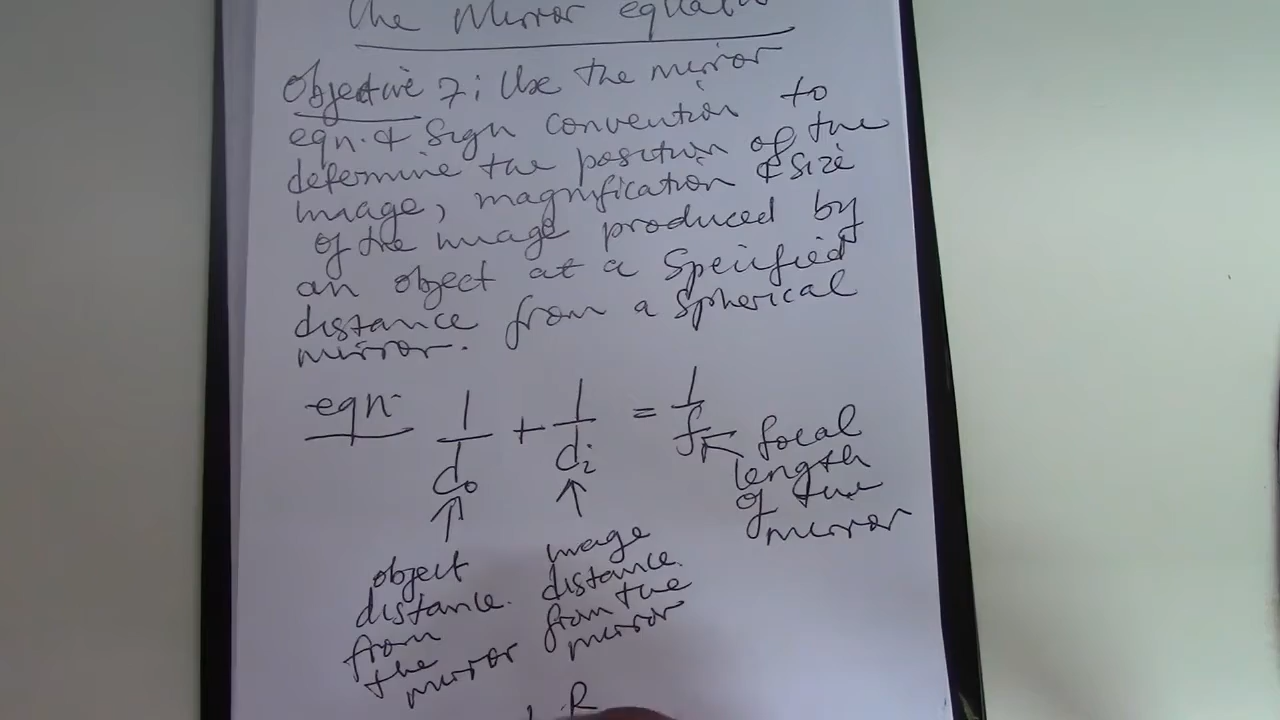 The Mirror equation
Objective 7: Use the mirror
eqn. & Sign convention to
determine the position of the
image, magnification & size
of the image produced by
an object at a specified
distance from a spherical
mirror.
eqn. 1/do + 1/di = 1/f
focal
length
of the
mirror
object
distance
from
the
mirror
image
distance
from the
mirror
R